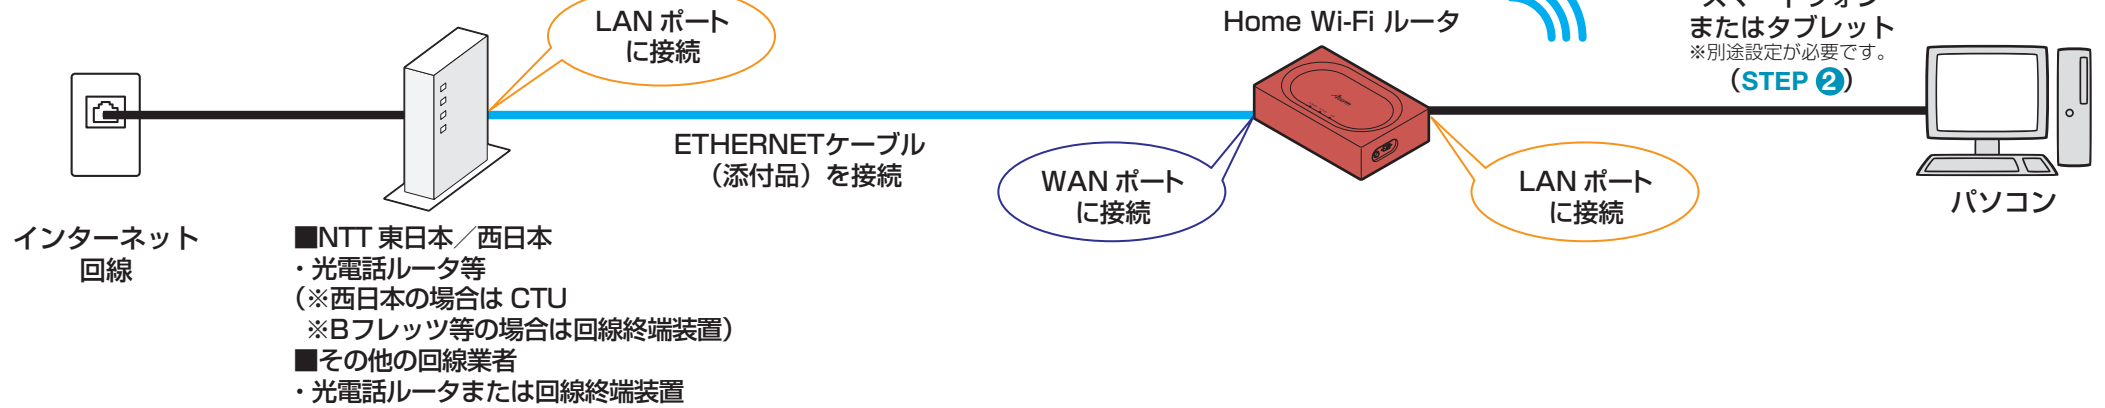 LAN ポート
に接続
Home Wi-Fi ルータ
またはタブレット
※別途設定が必要です。
（STEP ❷）
ETHERNETケーブル
（添付品）を接続
WAN ポート
に接続
LAN ポート
に接続
パソコン
インターネット
回線
■NTT 東日本／西日本
・光電話ルータ等
（※西日本の場合は CTU
※Bフレッツ等の場合は回線終端装置）
■その他の回線業者
・光電話ルータまたは回線終端装置